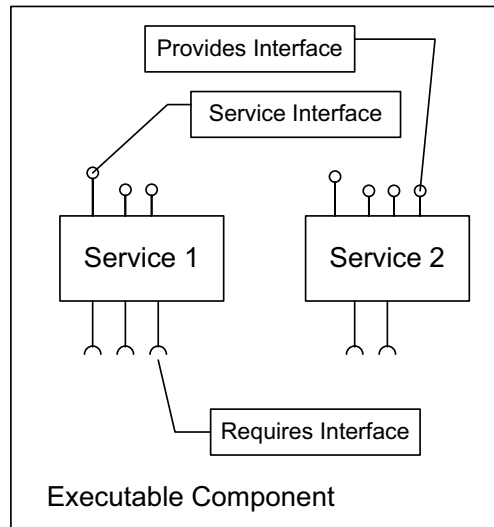 Provides Interface
Service Interface
Service 1
Service 2
Requires Interface
Executable Component